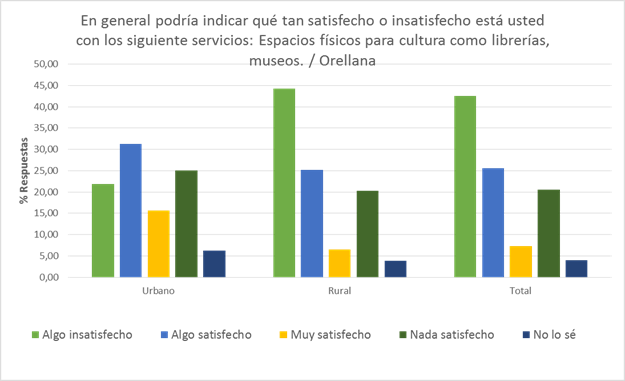 En general podría indicar qué tan satisfecho o insatisfecho está usted
con los siguiente servicios: Espacios físicos para cultura como librerías,
museos. / Orellana
% Respuestas
50,00
45,00
40,00
35,00
30,00
25,00
20,00
15,00
10,00
5,00
0,00
Urbano Rural Total
Algo insatisfecho Algo satisfecho Muy satisfecho Nada satisfecho No lo sé